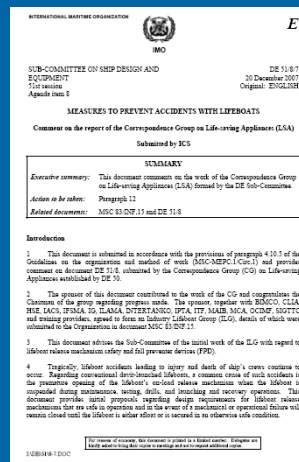 INTERNATIONAL MARITIME ORGANIZATION
E
IMO
SUB-COMMITTEE ON SHIP DESIGN AND
EQUIPMENT
51st session
Agenda item 8
DE 51/8/7
20 December 2007
Original: ENGLISH
MEASURES TO PREVENT ACCIDENTS WITH LIFEBOATS
Comment on the report of the Correspondence Group on Life-saving Appliances (LSA)
Submitted by ICS
SUMMARY
Executive summary: This document comments on the work of the Correspondence Group
on Life-saving Appliances (LSA) formed by the DE Sub-Committee.
Action to be taken: Paragraph 12
Related documents: MSC 83/INF.15 and DE 51/8
Introduction
1 This document is submitted in accordance with the provisions of paragraph 4.10.5 of the
Guidelines on the organization and method of work (MSC-MEPC.1/Circ.1) and provides
comment on document DE 51/8, submitted by the Correspondence Group (CG) on Life-saving
Appliances established by DE 50.
2 The sponsor of this document contributed to the work of the CG and congratulates the
Chairman of the group regarding progress made. The sponsor, together with BIMCO, CLIA,
HSE, IACS, IFSMA, IG, ILAMA, INTERTANKO, IPTA, ITF, MAIB, MCA, OCIMF, SIGTTO
and training providers, agreed to form an Industry Lifeboat Group (ILG), details of which were
submitted to the Organization in document MSC 83/INF.15.
3 This document advises the Sub-Committee of the initial work of the ILG with regard to
lifeboat release mechanism safety and fall preventer devices (FPD).
4 Tragically, lifeboat accidents leading to injury and death of ship's crews continue to
occur. Regarding conventional davit-launched lifeboats, a common cause of such accidents is
the premature opening of the lifeboat's on-load release mechanism when the lifeboat is
suspended during maintenance, testing, drills, and launching and recovery operations. This
document provides initial proposals regarding design requirements for lifeboat release
mechanisms that are safe in operation and in the event of a mechanical or operational failure will
remain closed until the lifeboat is either afloat or is secured in an otherwise safe condition.
For reasons of economy, this document is printed in a limited number. Delegates are
kindly asked to bring their copies to meetings and not to request additional copies.
I:\DE\51\8-7.DOC